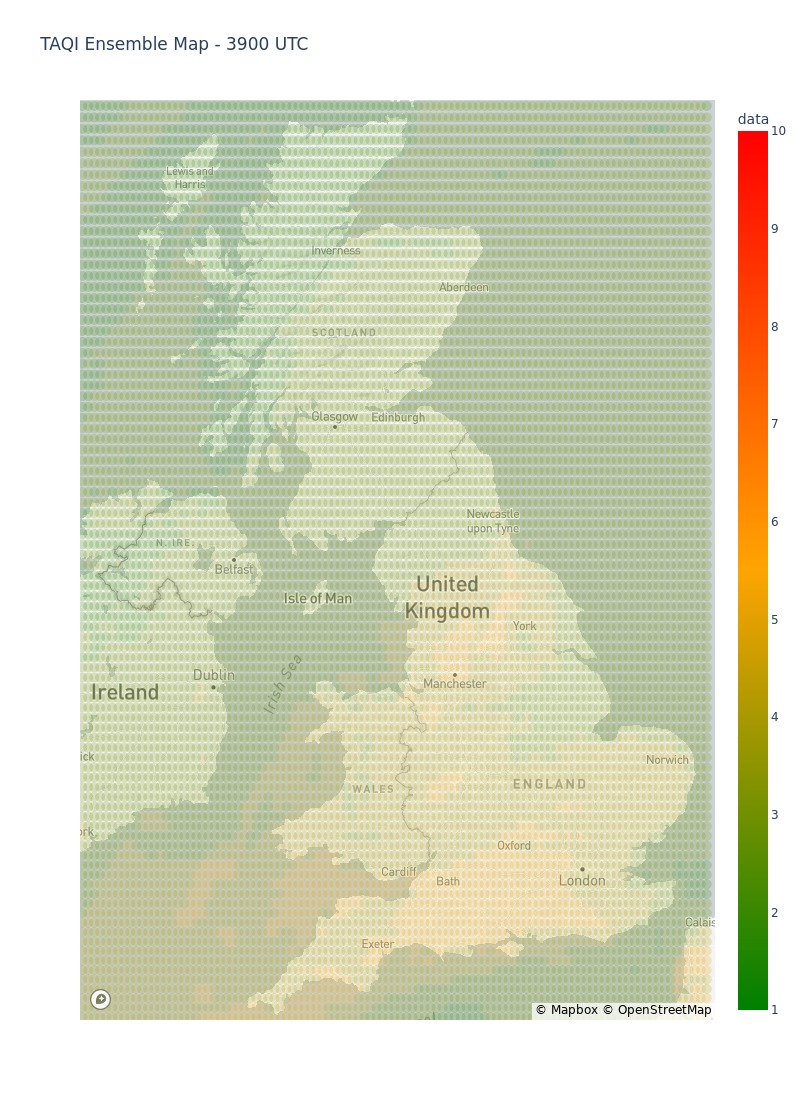 TAQI Ensemble Map - 3900 UTC
data
10
9
8
7
6
5
4
3
2
1
Lewis and
Harris
Inverness
Aberdeen
SCOTLAND
Glasgow
Edinburgh
Newcastle
upon Tyne
N. IRE.
Belfast
Isle of Man
United
Kingdom
York
Dublin
Irish Sea
Manchester
Ireland
ick
Norwich
WALES
ENGLAND
ork
Oxford
Cardiff
Bath
London
Calais
Exeter
© Mapbox © OpenStreetMap